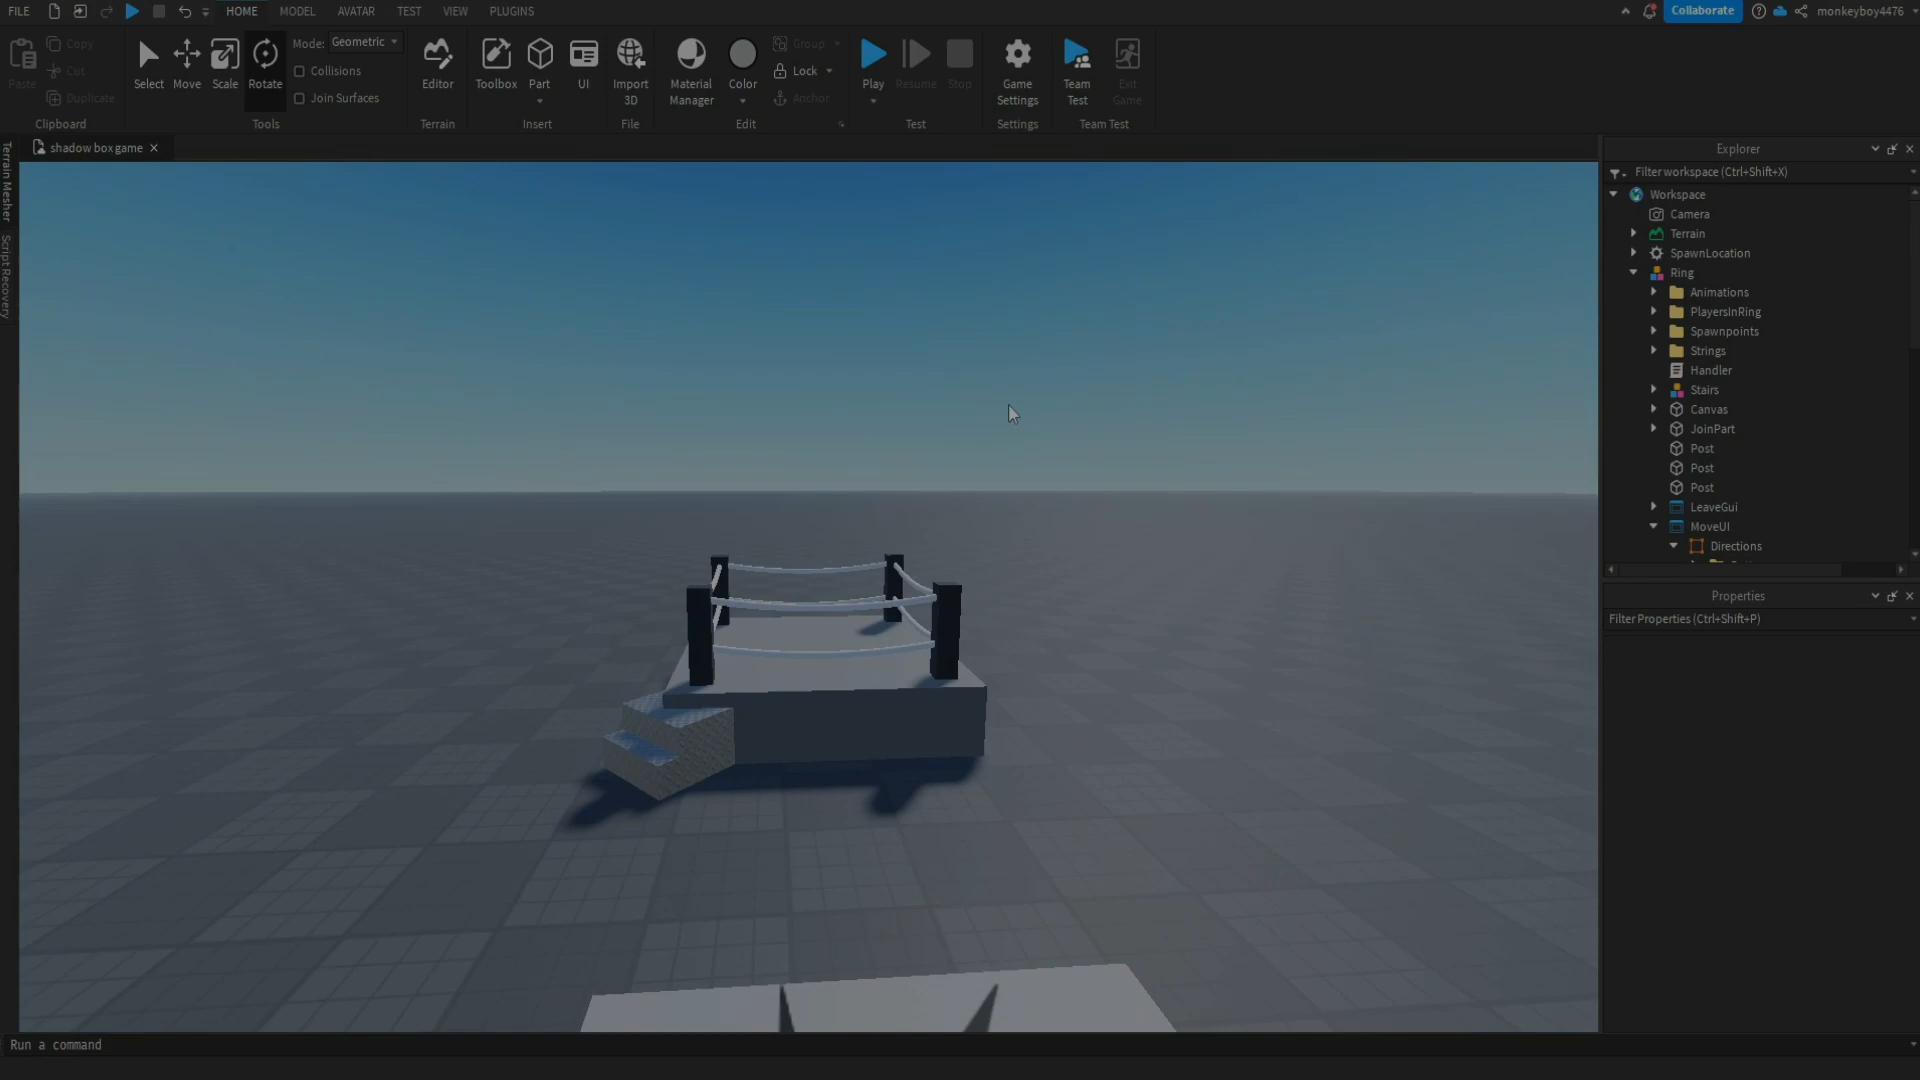 FILE HOME MODEL AVATAR TEST VIEW PLUGINS Collaborate monkeyboy4476
Paste Copy Cut Duplicate
Clipboard
Select Move Scale Rotate
Mode: Geometric
Collisions
Join Surfaces
Tools
Editor
Terrain
Toolbox Part UI
Insert
Import
3D
File
Material
Manager
Color
Group
Lock
Anchor
Edit
Play Resume Stop
Test
Game
Settings
Settings
Team
Test
Exit
Game
Team Test
Terrain Mesher
Script Recovery
shadow box game
Explorer
Filter workspace (Ctrl+Shift+X)
Workspace
Camera
Terrain
SpawnLocation
Ring
Animations
PlayersInRing
Spawnpoints
Strings
Handler
Stairs
Canvas
JoinPart
Post
Post
Post
LeaveGui
MoveUI
Directions
Properties
Filter Properties (Ctrl+Shift+P)
Run a command